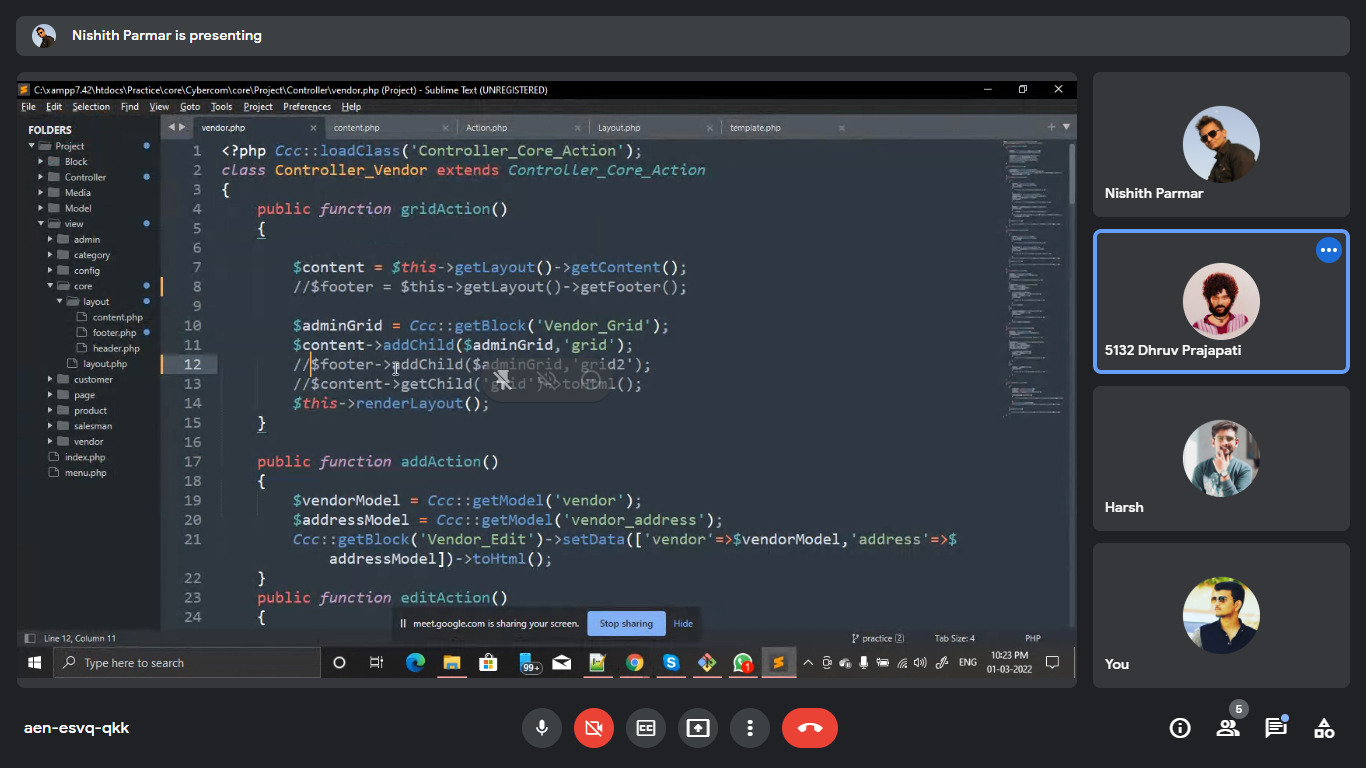 Nishith Parmar is presenting
C:\xampp7.42\htdocs\Practice\core\Cybercom\core\Project\Controller\vendor.php (Project) - Sublime Text (UNREGISTERED)
File Edit Selection Find View Goto Tools Project Preferences Help
FOLDERS
Project
Block
Controller
Media
Model
view
admin
category
config
core
layout
content.php
footer.php
header.php
layout.php
customer
page
product
salesman
vendor
index.php
menu.php
vendor.php
content.php
Action.php
Layout.php
template.php
1 <?php Ccc::loadClass('Controller_Core_Action');
2 class Controller_Vendor extends Controller_Core_Action
3 {
4 public function gridAction()
5 {
6
7 $content = $this->getLayout()->getContent();
8 //$footer = $this->getLayout()->getFooter();
9
10 $adminGrid = Ccc::getBlock('Vendor_Grid');
11 $content->addChild($adminGrid,'grid');
12 //$footer->addChild($adminGrid,'grid2');
13 //$content->getChild('grid')->toHtml();
14 $this->renderLayout();
15 }
16
17 public function addAction()
18 {
19 $vendorModel = Ccc::getModel('vendor');
20 $addressModel = Ccc::getModel('vendor_address');
21 Ccc::getBlock('Vendor_Edit')->setData(['vendor'=>$vendorModel,'address'=>$
addressModel])->toHtml();
22 }
23 public function editAction()
24 {
meet.google.com is sharing your screen.
Stop sharing
Hide
Line 12, Column 11
practice 2
Tab Size: 4
PHP
Type here to search
99+
1
ENG
10:23 PM
01-03-2022
Nishith Parmar
5132 Dhruv Prajapati
Harsh
You
aen-esvq-qkk
5